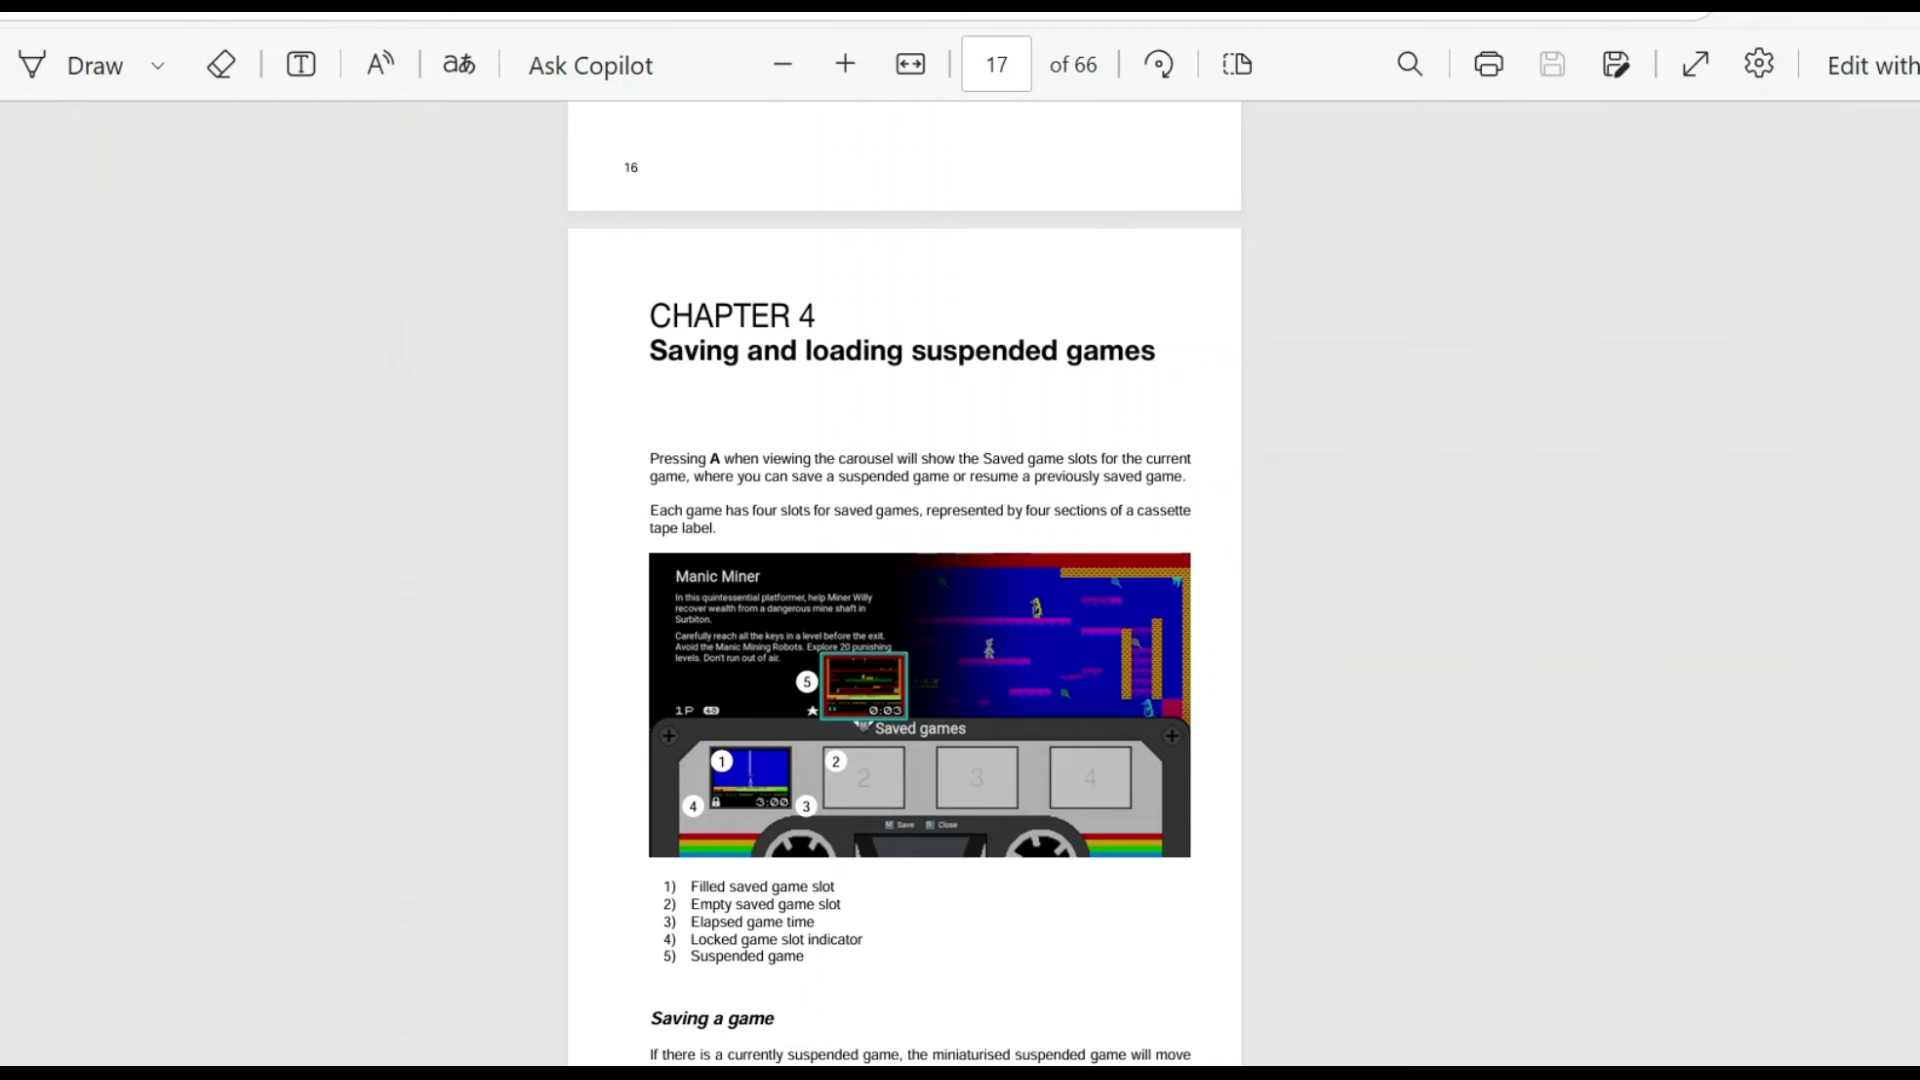 Draw
Ask Copilot
17
of 66
Edit with
16
CHAPTER 4
Saving and loading suspended games
Pressing A when viewing the carousel will show the Saved game slots for the current
game, where you can save a suspended game or resume a previously saved game.
Each game has four slots for saved games, represented by four sections of a cassette
tape label.
Manic Miner
In this quintessential platformer, help Miner Willy
recover wealth from a dangerous mine shaft in
Surbiton.
Carefully reach all the keys in a level before the exit.
Avoid the Manic Mining Robots. Explore 20 punishing
levels. Don't run out of air.
5
1P 48
0:03
Saved games
1
2
2
3
4
4
3:00
3
Save
Close
1) Filled saved game slot
2) Empty saved game slot
3) Elapsed game time
4) Locked game slot indicator
5) Suspended game
Saving a game
If there is a currently suspended game, the miniaturised suspended game will move